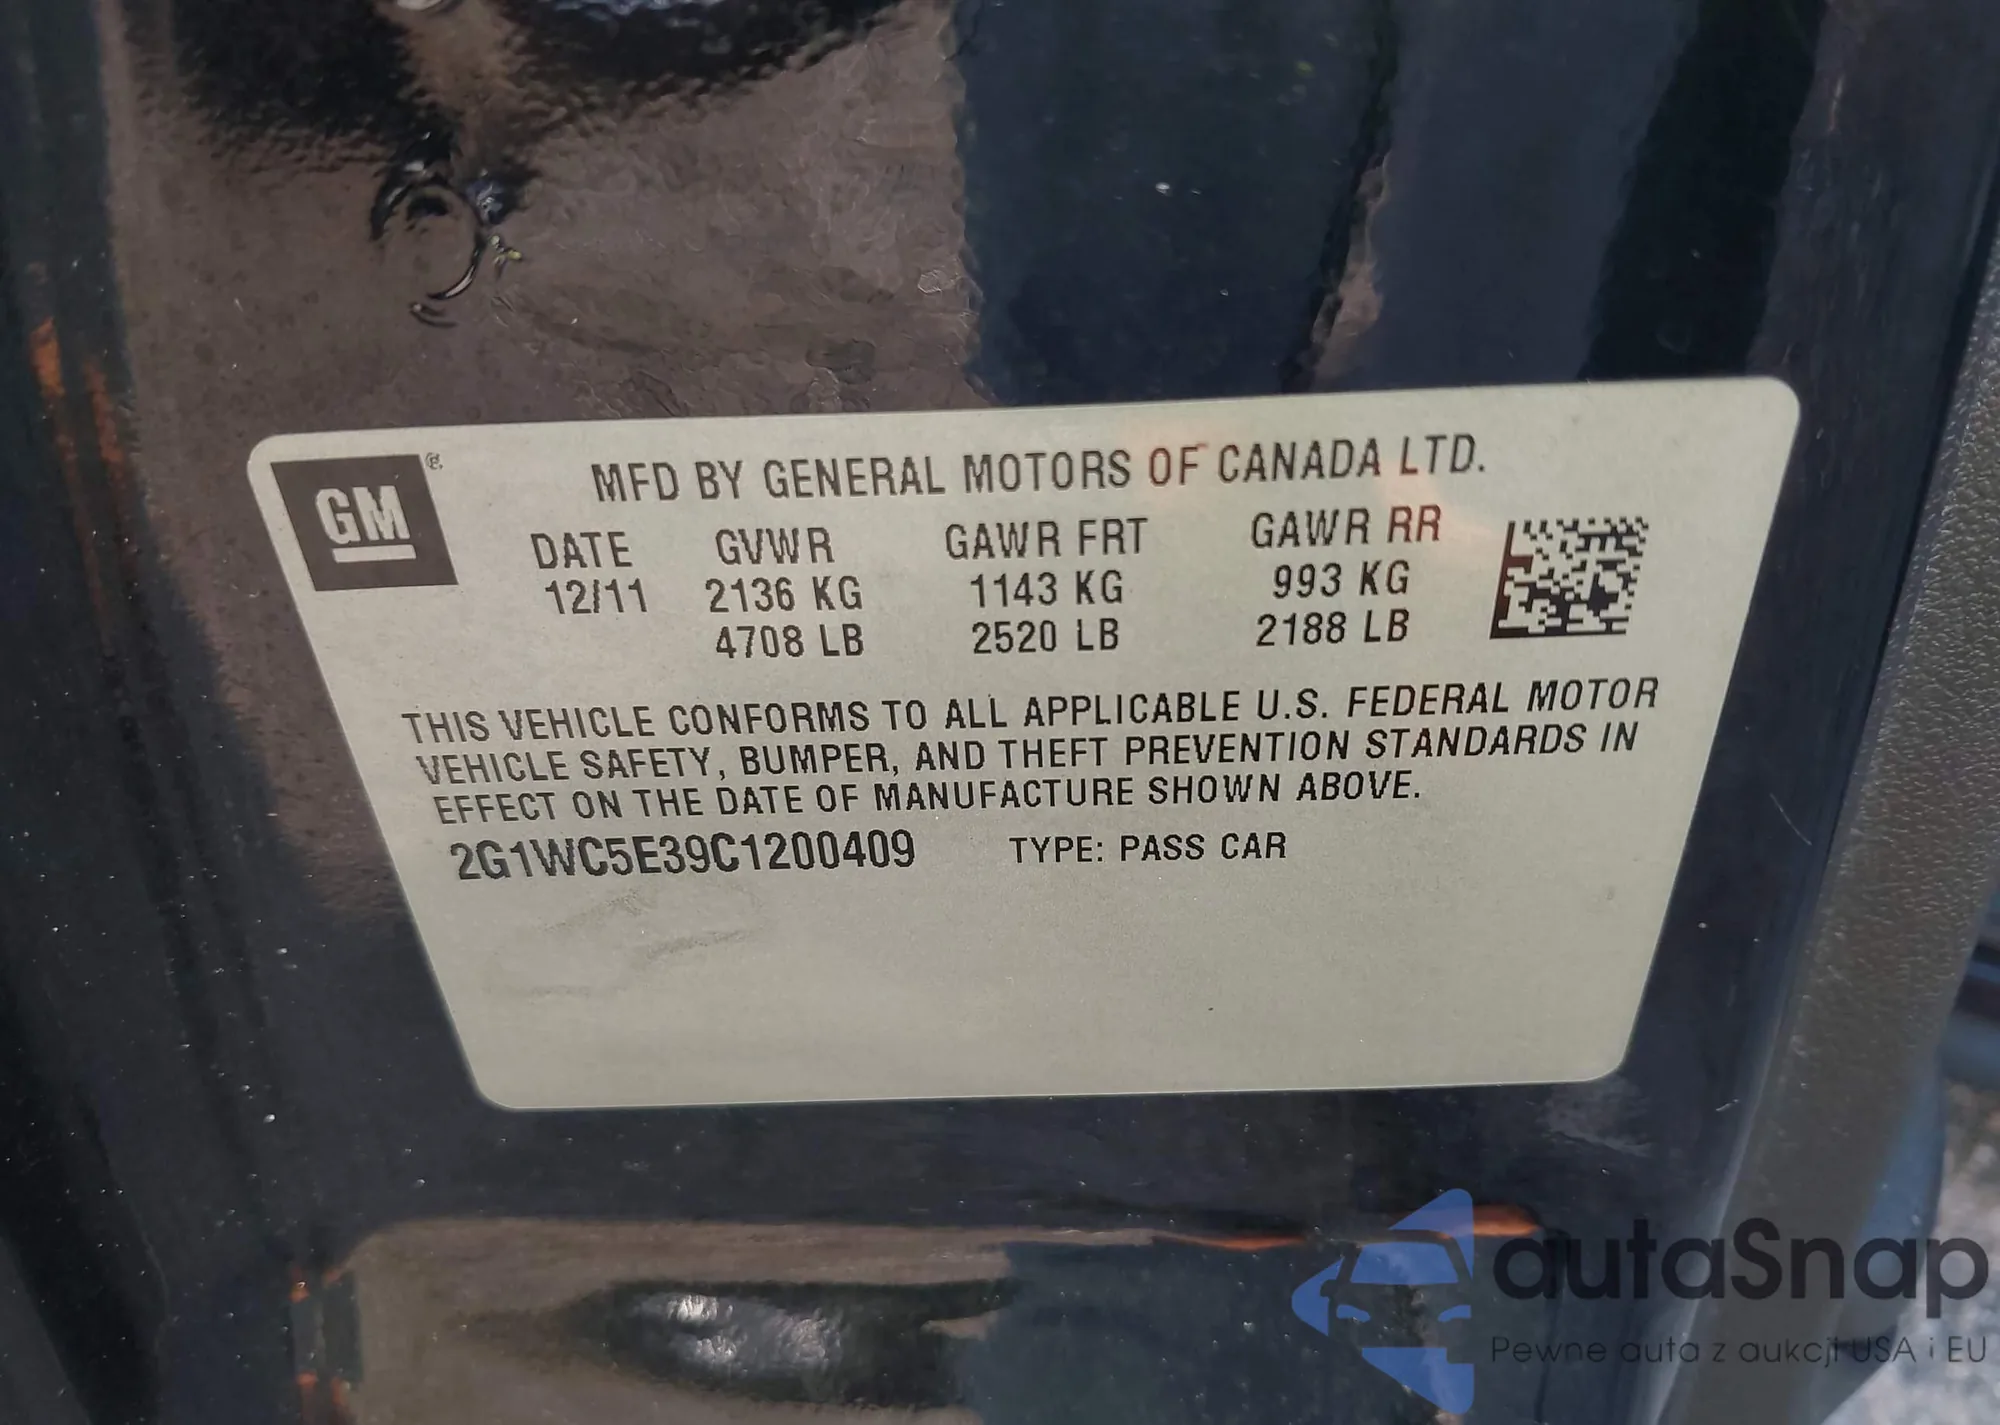 GM ®
MFD BY GENERAL MOTORS OF CANADA LTD.
DATE GVWR GAWR FRT GAWR RR
12/11 2136 KG 1143 KG 993 KG
4708 LB 2520 LB 2188 LB
THIS VEHICLE CONFORMS TO ALL APPLICABLE U.S. FEDERAL MOTOR
VEHICLE SAFETY, BUMPER, AND THEFT PREVENTION STANDARDS IN
EFFECT ON THE DATE OF MANUFACTURE SHOWN ABOVE.
2G1WC5E39C1200409 TYPE: PASS CAR
autaSnap
Pewne auta z aukcji USA i EU